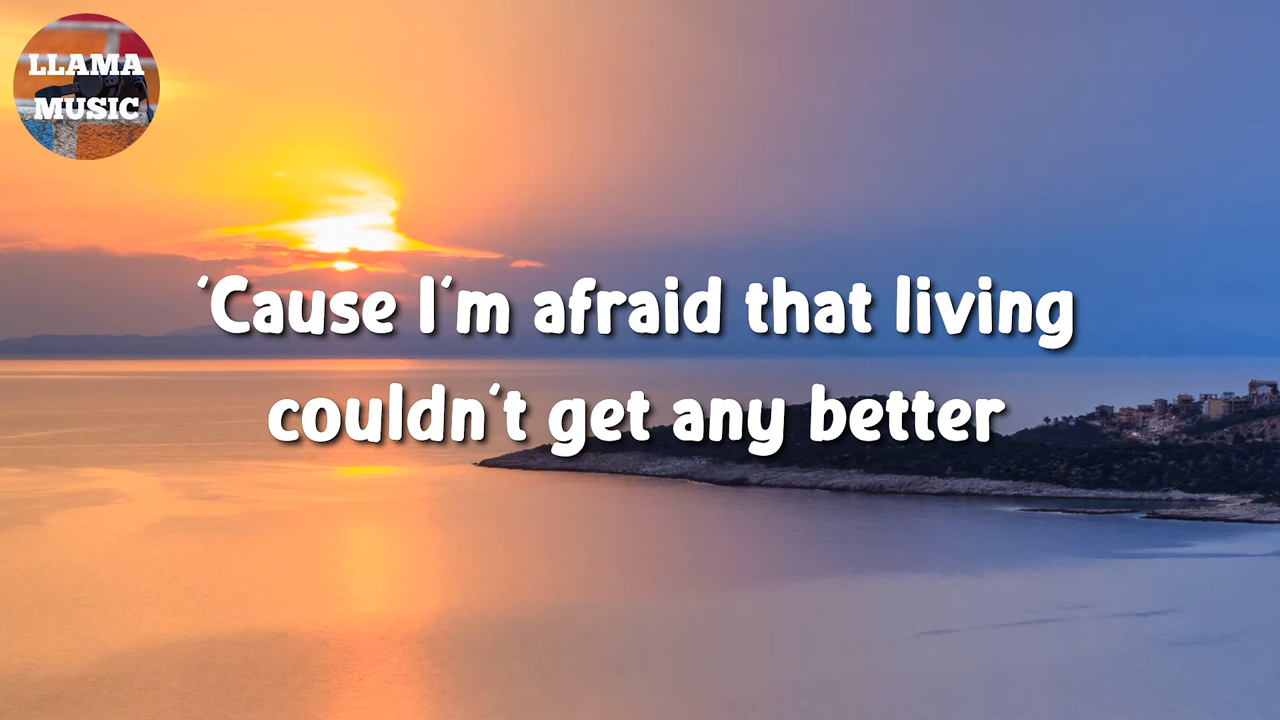 LLAMA
MUSIC
‘Cause I'm afraid that living
couldn't get any better